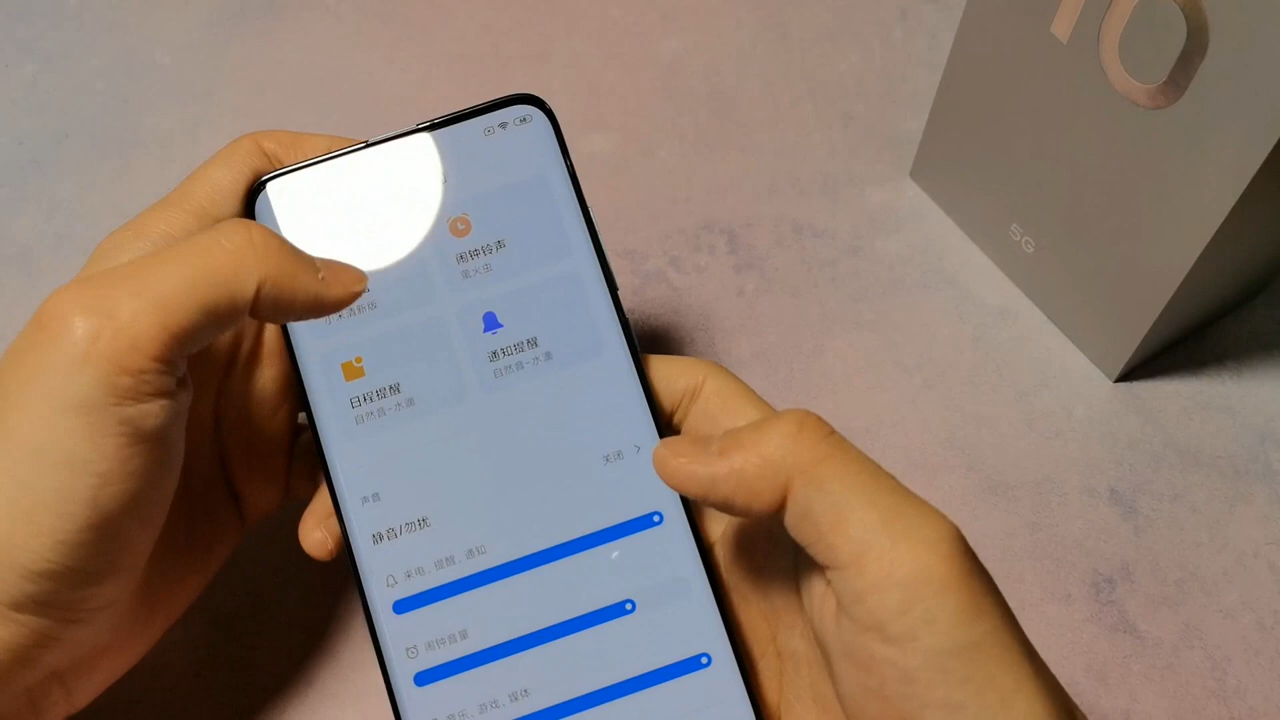 10
5G
68
闹钟铃声
萤火虫
小米清新版
通知提醒
自然音-水滴
日程提醒
自然音-水滴
声音
静音/勿扰
关闭
来电、提醒、通知
闹钟音量
音乐、游戏、媒体